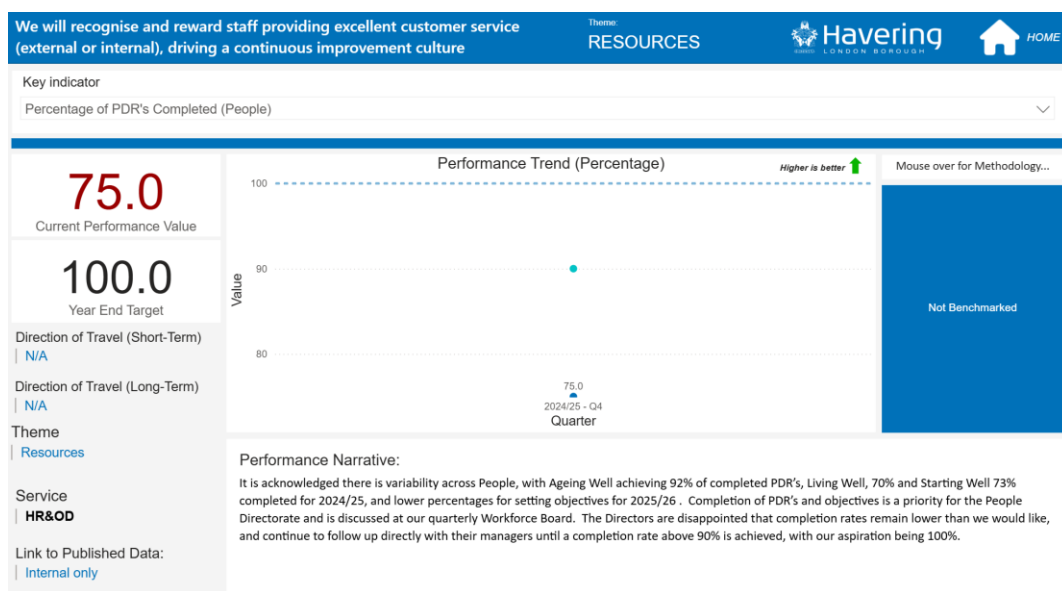 We will recognise and reward staff providing excellent customer service
(external or internal), driving a continuous improvement culture
Theme:
RESOURCES
Havering
LONDON BOROUGH
HOME
Key indicator
Percentage of PDR's Completed (People)
75.0
Current Performance Value
100.0
Year End Target
Direction of Travel (Short-Term)
N/A
Direction of Travel (Long-Term)
N/A
Theme
Resources
Service
HR&OD
Link to Published Data:
Internal only
Performance Trend (Percentage)
Higher is better
100
90
80
Value
75.0
2024/25 - Q4
Quarter
Mouse over for Methodology...
Not Benchmarked
Performance Narrative:
It is acknowledged there is variability across People, with Ageing Well achieving 92% of completed PDR's, Living Well, 70% and Starting Well 73%
completed for 2024/25, and lower percentages for setting objectives for 2025/26 . Completion of PDR's and objectives is a priority for the People
Directorate and is discussed at our quarterly Workforce Board. The Directors are disappointed that completion rates remain lower than we would like,
and continue to follow up directly with their managers until a completion rate above 90% is achieved, with our aspiration being 100%.